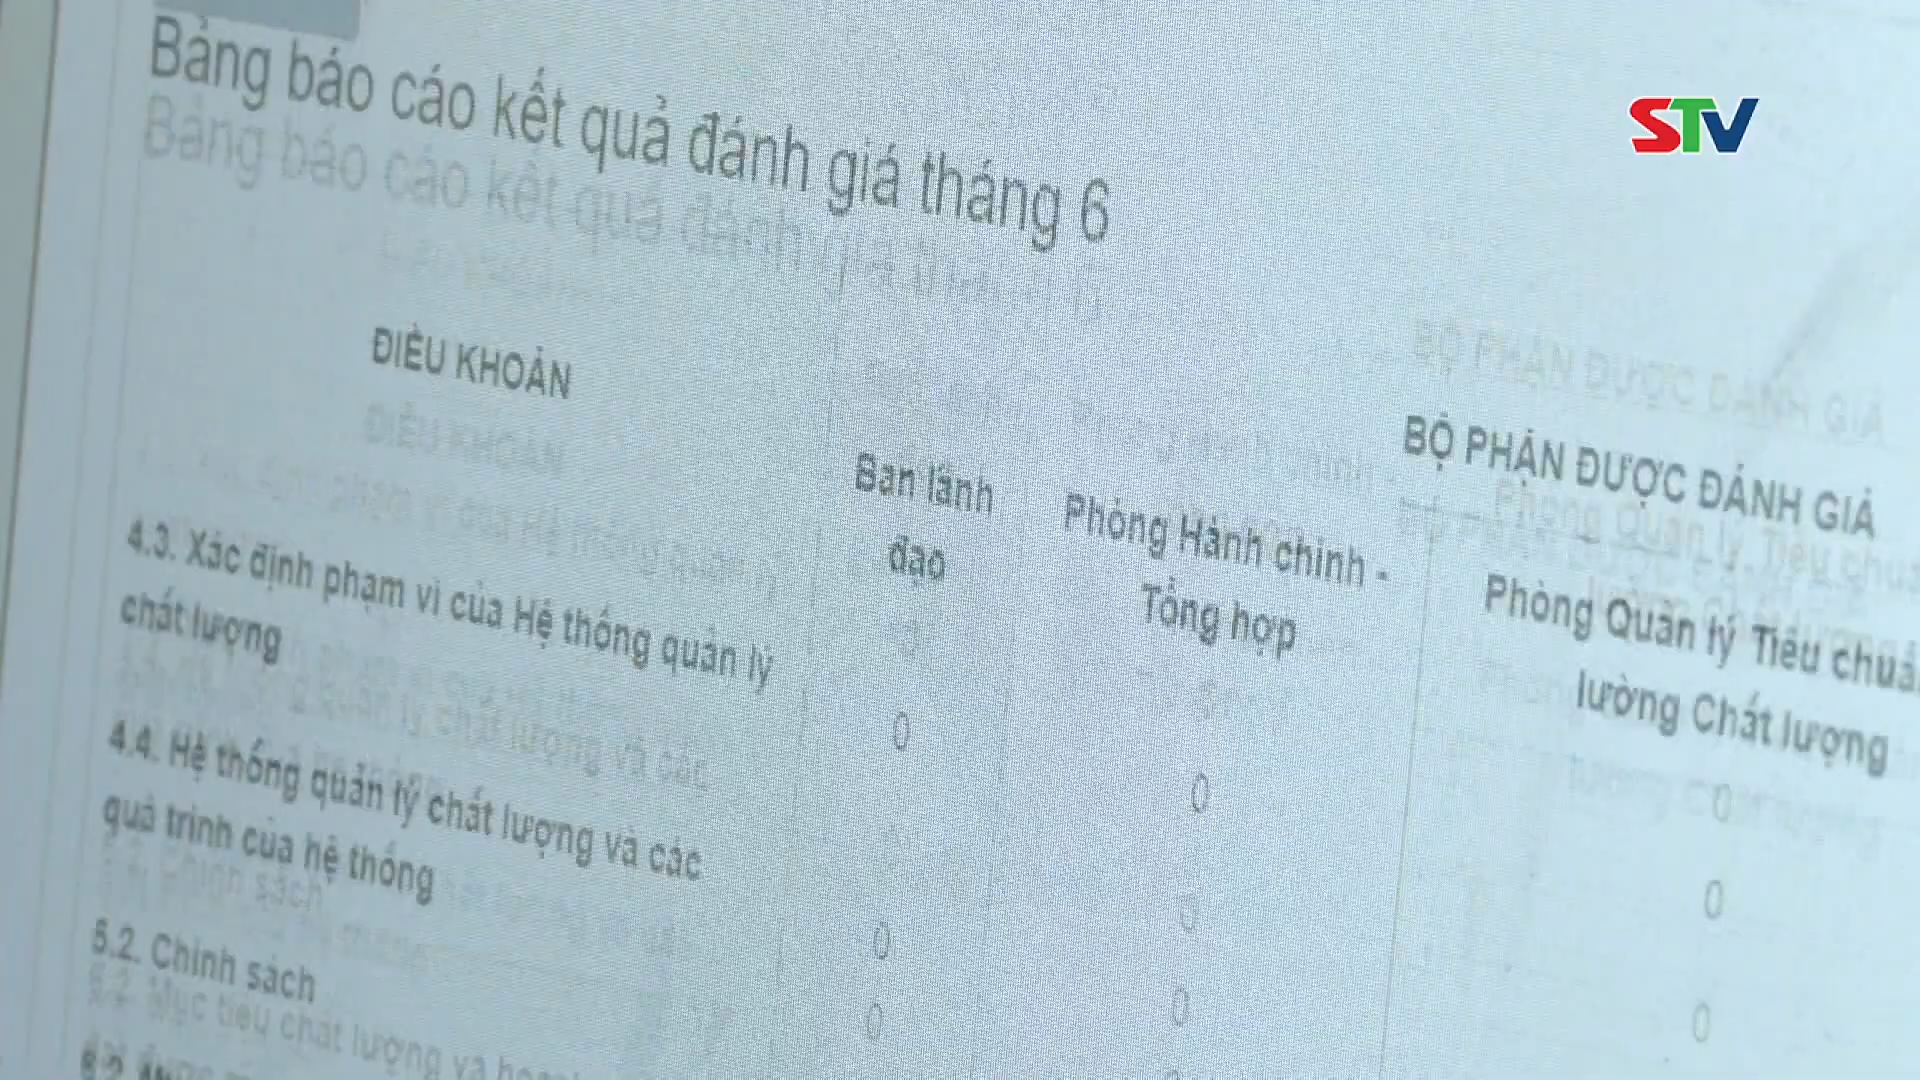 STV
Bảng báo cáo kết quả đánh giá tháng 6
ĐIỀU KHOẢN
BỘ PHẬN ĐƯỢC ĐÁNH GIÁ
Ban lãnh
đạo
Phòng Hành chính -
Tổng hợp
Phòng Quản lý Tiêu
lường Chất lượng
4.3. Xác định phạm vi của Hệ thống quản lý
chất lượng
0
0
0
4.4. Hệ thống quản lý chất lượng và các
quá trình của hệ thống
0
0
0
5.2. Chính sách
0
0
0